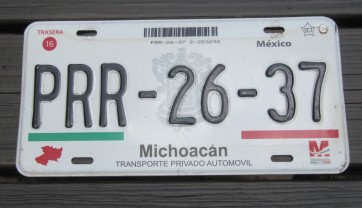 TRASERA
16
PRR-26-37
México
PRR-26-37
Michoacán
TRANSPORTE PRIVADO AUTOMOVIL
M